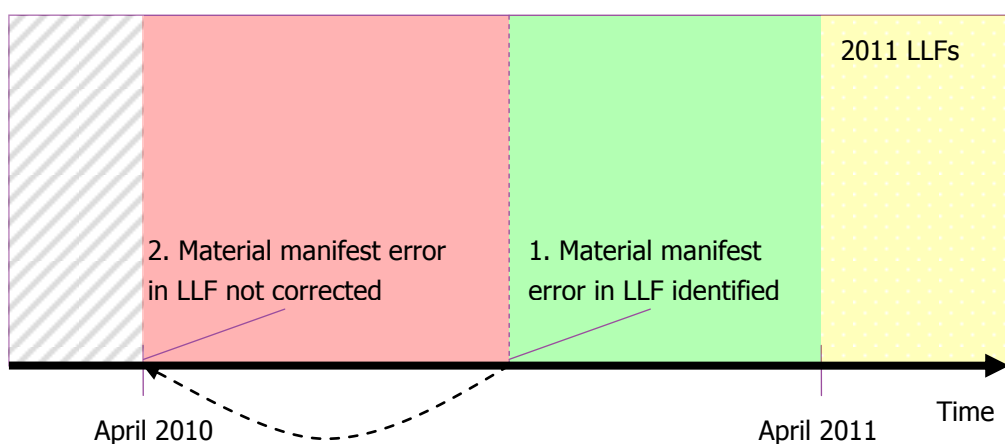 2011 LLFs
2. Material manifest error
in LLF not corrected
1. Material manifest
error in LLF identified
Time
April 2010
April 2011